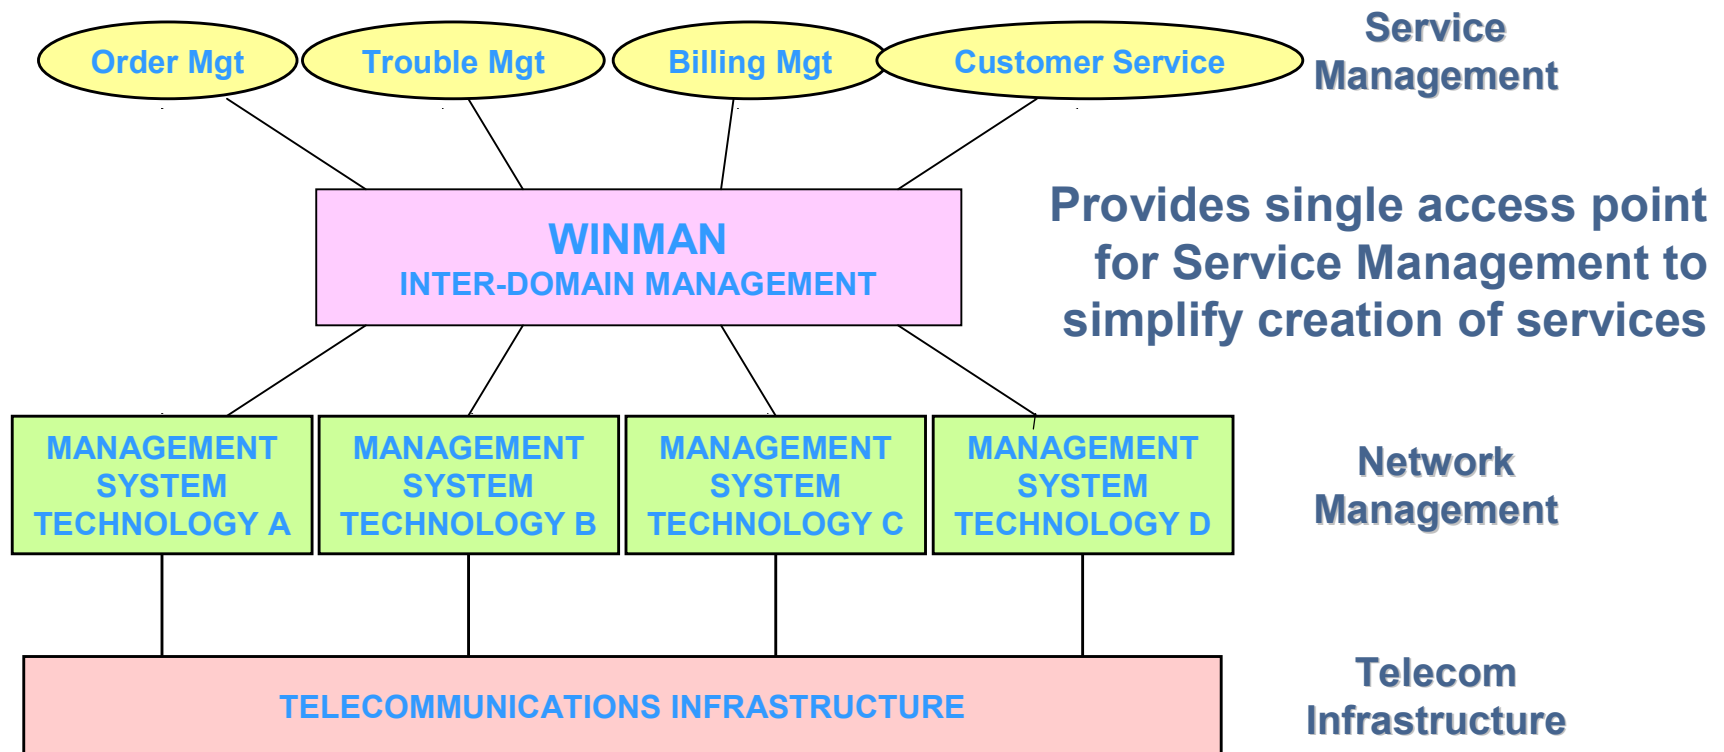 Order Mgt
Trouble Mgt
Billing Mgt
Customer Service
Service
Management
WINMAN
INTER-DOMAIN MANAGEMENT
Provides single access point
for Service Management to
simplify creation of services
MANAGEMENT
SYSTEM
TECHNOLOGY A
MANAGEMENT
SYSTEM
TECHNOLOGY B
MANAGEMENT
SYSTEM
TECHNOLOGY C
MANAGEMENT
SYSTEM
TECHNOLOGY D
Network
Management
TELECOMMUNICATIONS INFRASTRUCTURE
Telecom
Infrastructure